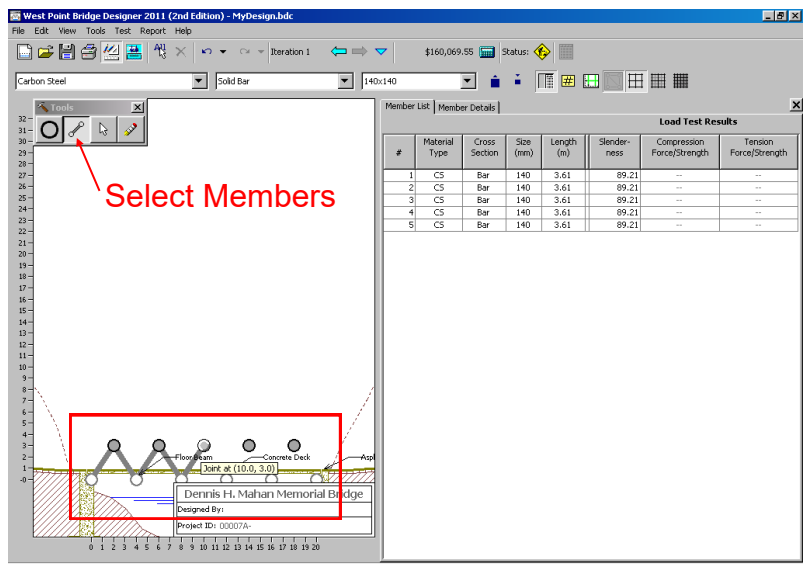 West Point Bridge Designer 2011 (2nd Edition) - MyDesign.bdc
File Edit View Tools Test Report Help
Iteration 1 $160,069.55 Status:
Carbon Steel Solid Bar 140x140
Tools
Select Members
32
31
30
29
28
27
26
25
24
23
22
21
20
19
18
17
16
15
14
13
12
11
10
9
8
7
6
5
4
3
2
1
-0
Floor Beam Concrete Deck Aspl
Joint at (10.0, 3.0)
Dennis H. Mahan Memorial Bridge
Designed By:
Project ID: 00007A-
0 1 2 3 4 5 6 7 8 9 10 11 12 13 14 15 16 17 18 19 20
Member List Member Details
Load Test Results
# Material Type Cross Section Size (mm) Length (m) Slender- ness Compression Force/Strength Tension Force/Strength
1 CS Bar 140 3.61 89.21 -- --
2 CS Bar 140 3.61 89.21 -- --
3 CS Bar 140 3.61 89.21 -- --
4 CS Bar 140 3.61 89.21 -- --
5 CS Bar 140 3.61 89.21 -- --